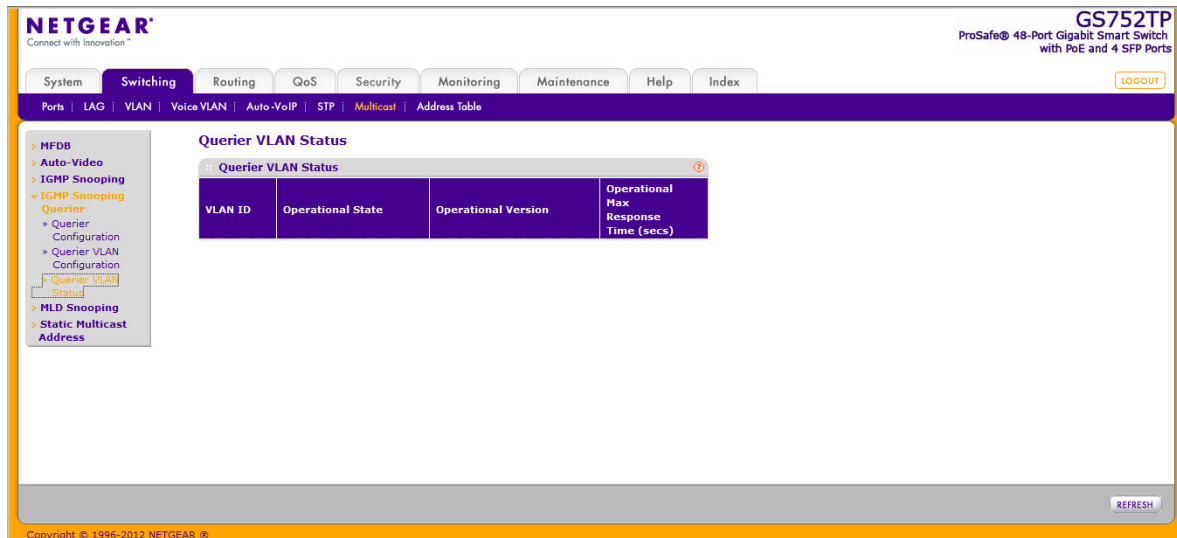 NETGEAR®
Connect with Innovation™
GS752TP
ProSafe® 48-Port Gigabit Smart Switch
with PoE and 4 SFP Ports
System Switching Routing QoS Security Monitoring Maintenance Help Index
LOGOUT
Ports LAG VLAN Voice VLAN Auto-VoIP STP Multicast Address Table
MFDB
Auto-Video
IGMP Snooping
IGMP Snooping
Querier
» Querier
Configuration
» Querier VLAN
Configuration
» Querier VLAN
Status
MLD Snooping
Static Multicast
Address
Querier VLAN Status
Querier VLAN Status
?
VLAN ID
Operational State
Operational Version
Operational
Max
Response
Time (secs)
REFRESH
Copyright © 1996-2012 NETGEAR ®